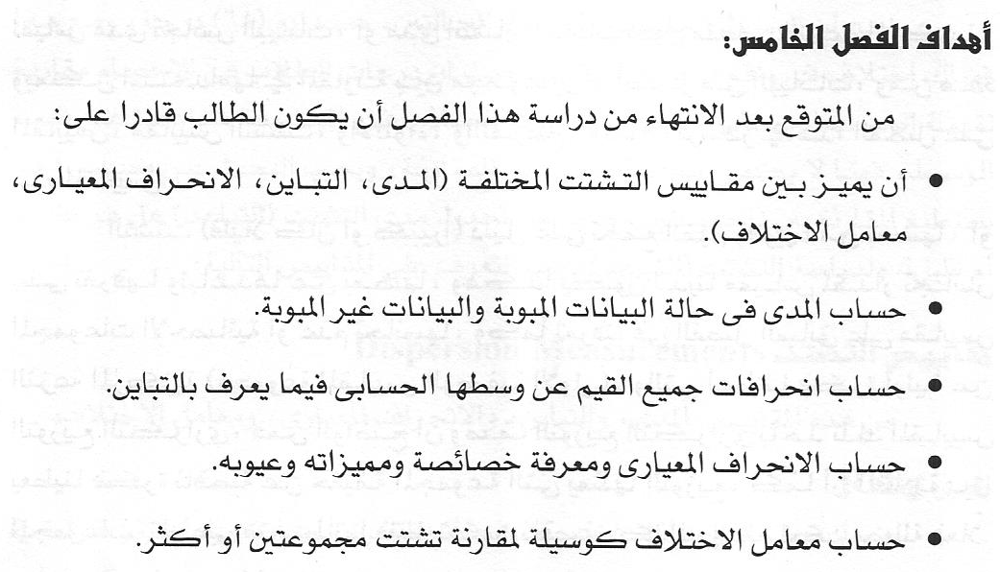 أهداف الفصل الخامس:
من المتوقع بعد الانتهاء من دراسة هذا الفصل أن يكون الطالب قادرا على:
• أن يميز بين مقاييس التشتت المختلفة (المدى، التباين، الانحراف المعيارى،
معامل الاختلاف).
• حساب المدى فى حالة البيانات المبوبة والبيانات غير المبوبة.
• حساب انحرافات جميع القيم عن وسطها الحسابى فيما يعرف بالتباين.
• حساب الانحراف المعيارى ومعرفة خصائصة ومميزاته وعيوبه.
• حساب معامل الاختلاف كوسيلة لمقارنة تشتت مجموعتين أو أكثر.